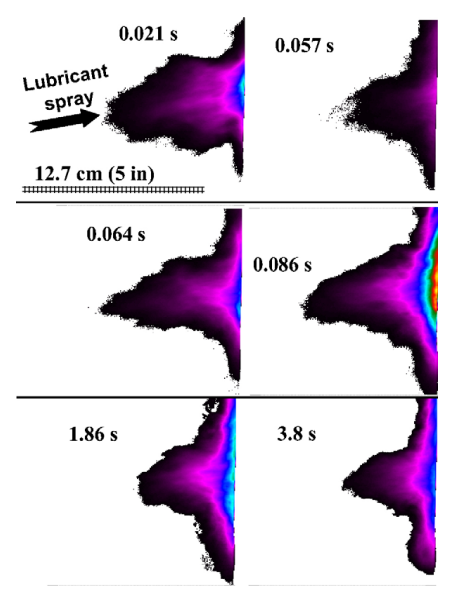 0.021 s
0.057 s
Lubricant
spray
12.7 cm (5 in)
0.064 s
0.086 s
1.86 s
3.8 s